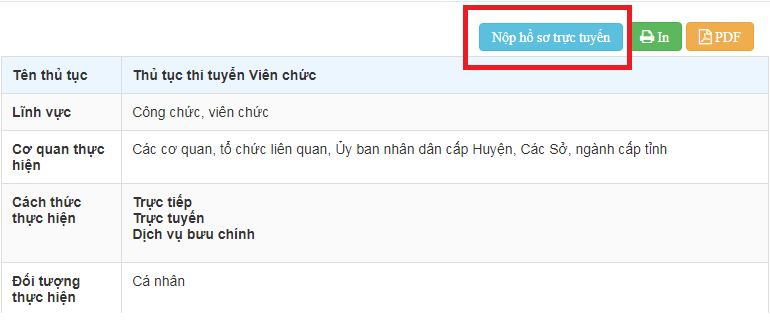 Nộp hồ sơ trực tuyến In PDF
Tên thủ tục Thủ tục thi tuyển Viên chức
Lĩnh vực Công chức, viên chức
Cơ quan thực hiện Các cơ quan, tổ chức liên quan, Ủy ban nhân dân cấp Huyện, Các Sở, ngành cấp tỉnh
Cách thức thực hiện
Trực tiếp
Trực tuyến
Dịch vụ bưu chính
Đối tượng thực hiện Cá nhân